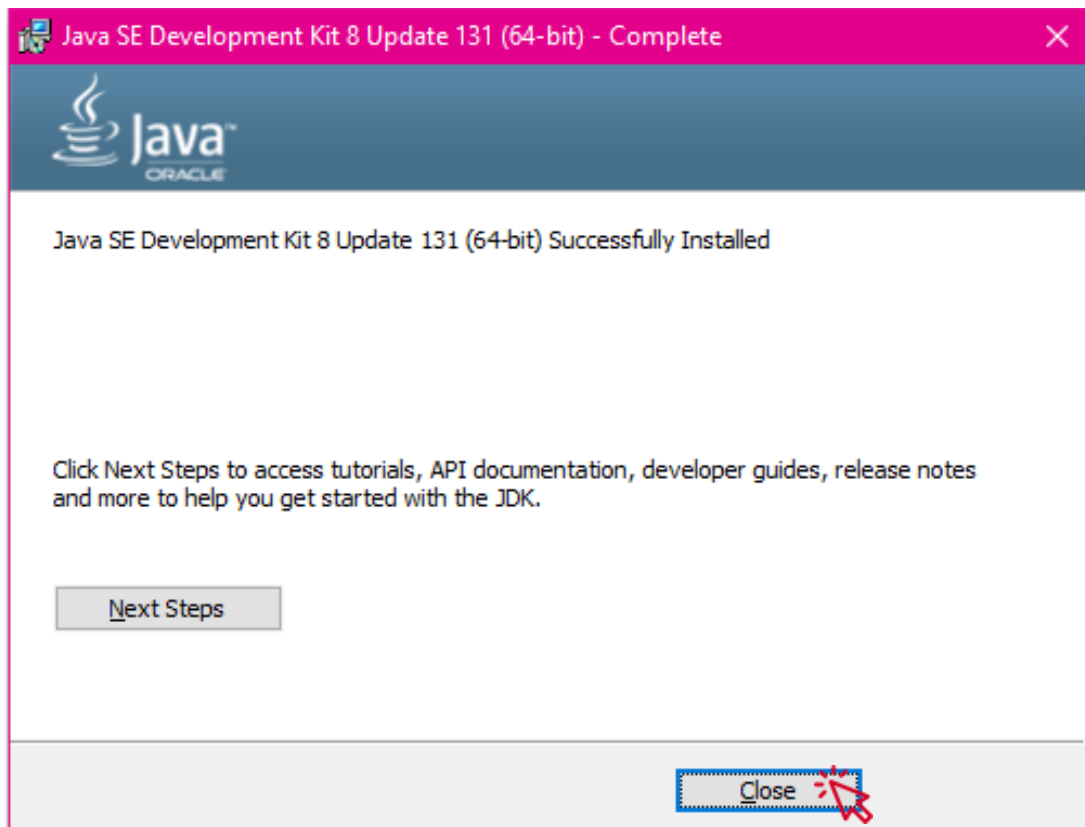 Java SE Development Kit 8 Update 131 (64-bit) - Complete
Java™
ORACLE
Java SE Development Kit 8 Update 131 (64-bit) Successfully Installed
Click Next Steps to access tutorials, API documentation, developer guides, release notes
and more to help you get started with the JDK.
Next Steps
Close